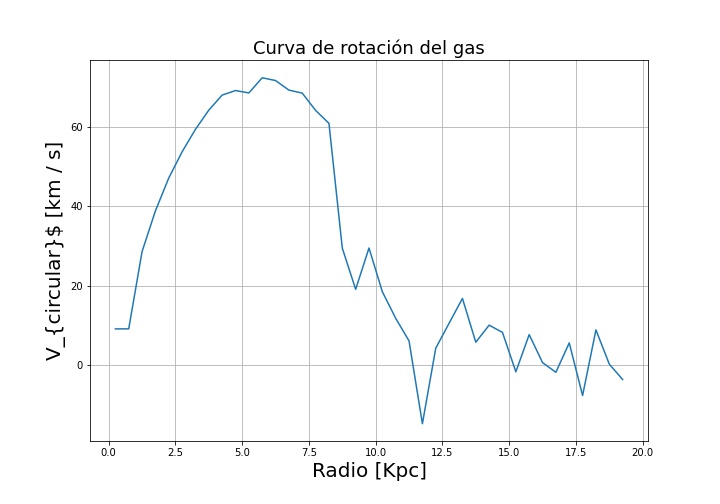 Curva de rotación del gas
V_{circular}$ [km / s]
60
40
20
0
0.0 2.5 5.0 7.5 10.0 12.5 15.0 17.5 20.0
Radio [Kpc]